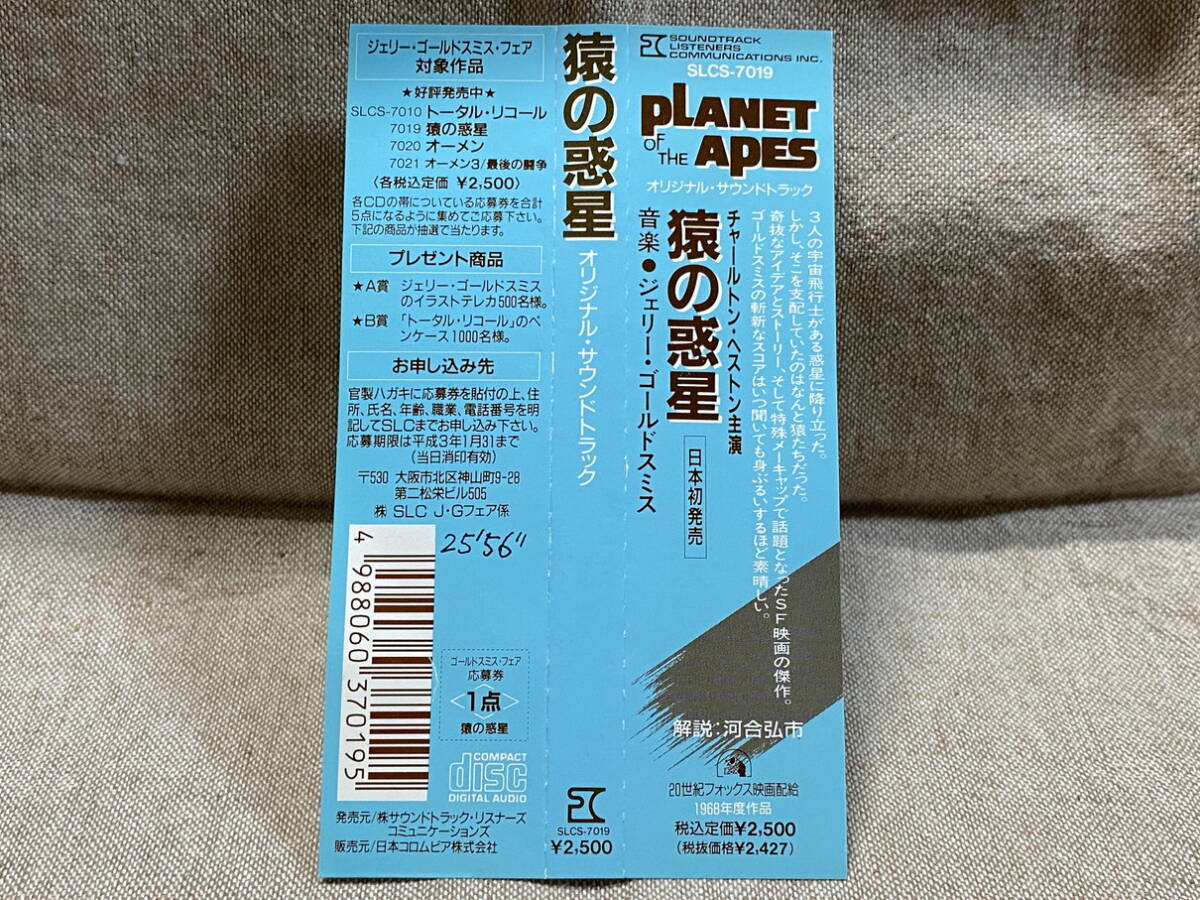 ジェリー・ゴールドスミス・フェア
対象作品
★好評発売中★
SLCS-7010 トータル・リコール
7019 猿の惑星
7020 オーメン
7021 オーメン3/最後の闘争
〈各税込定価 ¥2,500〉
各CDの帯についている応募券を合計
5点になるように集めてご応募下さい。
下記の商品が抽選で当たります。
プレゼント商品
★A賞 ジェリー・ゴールドスミス
のイラストテレカ500名様。
★B賞 「トータル・リコール」のペ
ンケース1000名様。
お申し込み先
官製ハガキに応募券を貼付の上、住
所、氏名、年齢、職業、電話番号を明
記してSLCまでお申し込み下さい。
応募期限は平成3年1月31まで
(当日消印有効)
〒530 大阪市北区神山町9-28
第二松栄ビル505
㈱ SLC J・Gフェア係
25'56"
4 988060 370195
ゴールドスミス・フェア
応募券
1点
猿の惑星
COMPACT
disc
DIGITAL AUDIO
発売元/㈱サウンドトラック・リスナーズ
コミュニケーションズ
販売元/日本コロムビア株式会社
猿の惑星
オリジナル・サウンドトラック
SLCS-7019
¥2,500
SOUNDTRACK
LISTENERS
COMMUNICATIONS INC.
SLCS-7019
PLANET
OF THE APES
オリジナル・サウンドトラック
3人の宇宙飛行士がある惑星に降り立った。
しかし、そこを支配していたのはなんと猿たちだった。
奇抜なアイデアとストーリー、そして特殊メーキャップで話題となったSF映画の傑作。
ゴールドスミスの斬新なスコアはいつ聞いても身ぶるいするほど素晴しい。
チャールトン・ヘストン主演
猿の惑星
日本初発売
音楽●ジェリー・ゴールドスミス
解説:河合弘市
20世紀フォックス映画配給
1968年度作品
税込定価¥2,500
(税抜価格¥2,427)